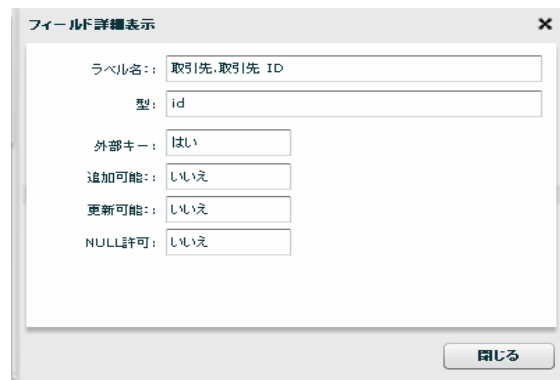 フィールド詳細表示
ラベル名:: 取引先.取引先 ID
型: id
外部キー: はい
追加可能:: いいえ
更新可能:: いいえ
NULL許可: いいえ
閉じる